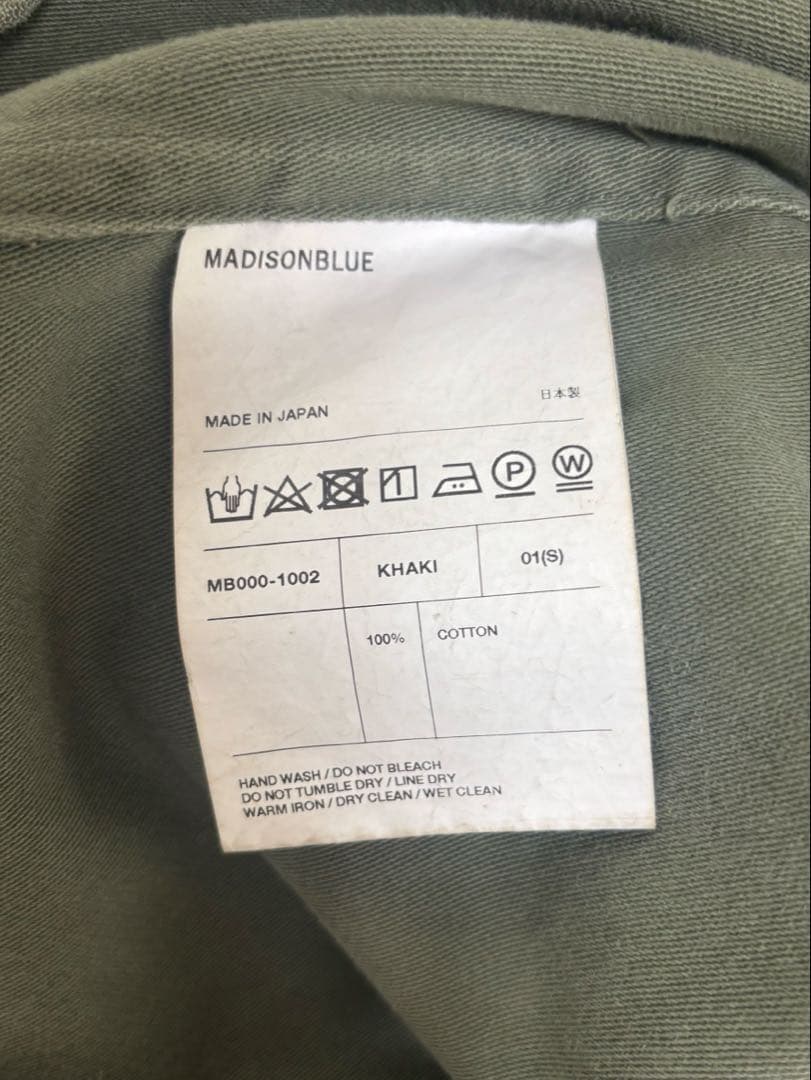 MADISONBLUE
MADE IN JAPAN 日本製
P W
MB000-1002 KHAKI 01(S)
100% COTTON
HAND WASH / DO NOT BLEACH
DO NOT TUMBLE DRY / LINE DRY
WARM IRON / DRY CLEAN / WET CLEAN